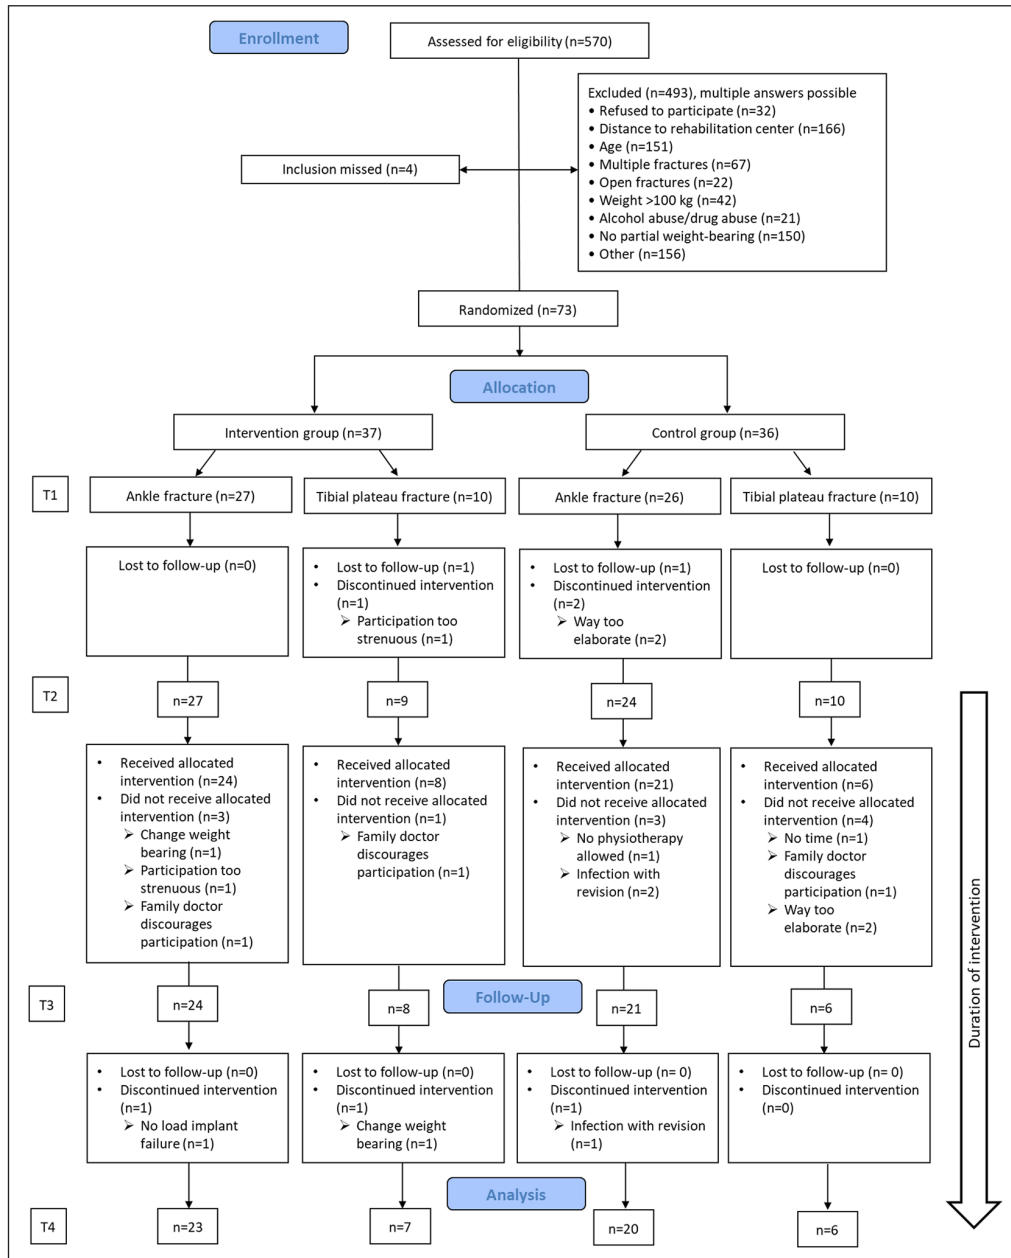 Enrollment
Assessed for eligibility (n=570)
Excluded (n=493), multiple answers possible
• Refused to participate (n=32)
• Distance to rehabilitation center (n=166)
• Age (n=151)
• Multiple fractures (n=67)
• Open fractures (n=22)
• Weight >100 kg (n=42)
• Alcohol abuse/drug abuse (n=21)
• No partial weight-bearing (n=150)
• Other (n=156)
Inclusion missed (n=4)
Randomized (n=73)
Allocation
Intervention group (n=37)
Control group (n=36)
T1
Ankle fracture (n=27)
Tibial plateau fracture (n=10)
Ankle fracture (n=26)
Tibial plateau fracture (n=10)
Lost to follow-up (n=0)
• Lost to follow-up (n=1)
• Discontinued intervention
(n=1)
➢ Participation too
strenuous (n=1)
• Lost to follow-up (n=1)
• Discontinued intervention
(n=2)
➢ Way too
elaborate (n=2)
Lost to follow-up (n=0)
T2
n=27
n=9
n=24
n=10
• Received allocated
intervention (n=24)
• Did not receive allocated
intervention (n=3)
➢ Change weight
bearing (n=1)
➢ Participation too
strenuous (n=1)
➢ Family doctor
discourages
participation (n=1)
• Received allocated
intervention (n=8)
• Did not receive allocated
intervention (n=1)
➢ Family doctor
discourages
participation (n=1)
• Received allocated
intervention (n=21)
• Did not receive allocated
intervention (n=3)
➢ No physiotherapy
allowed (n=1)
➢ Infection with
revision (n=2)
• Received allocated
intervention (n=6)
• Did not receive allocated
intervention (n=4)
➢ No time (n=1)
➢ Family doctor
discourages
participation (n=1)
➢ Way too
elaborate (n=2)
Duration of intervention
T3
n=24
n=8
Follow-Up
n=21
n=6
• Lost to follow-up (n=0)
• Discontinued intervention
(n=1)
➢ No load implant
failure (n=1)
• Lost to follow-up (n=0)
• Discontinued intervention
(n=1)
➢ Change weight
bearing (n=1)
• Lost to follow-up (n= 0)
• Discontinued intervention
(n=1)
➢ Infection with revision
(n=1)
• Lost to follow-up (n= 0)
• Discontinued intervention
(n=0)
Analysis
T4
n=23
n=7
n=20
n=6